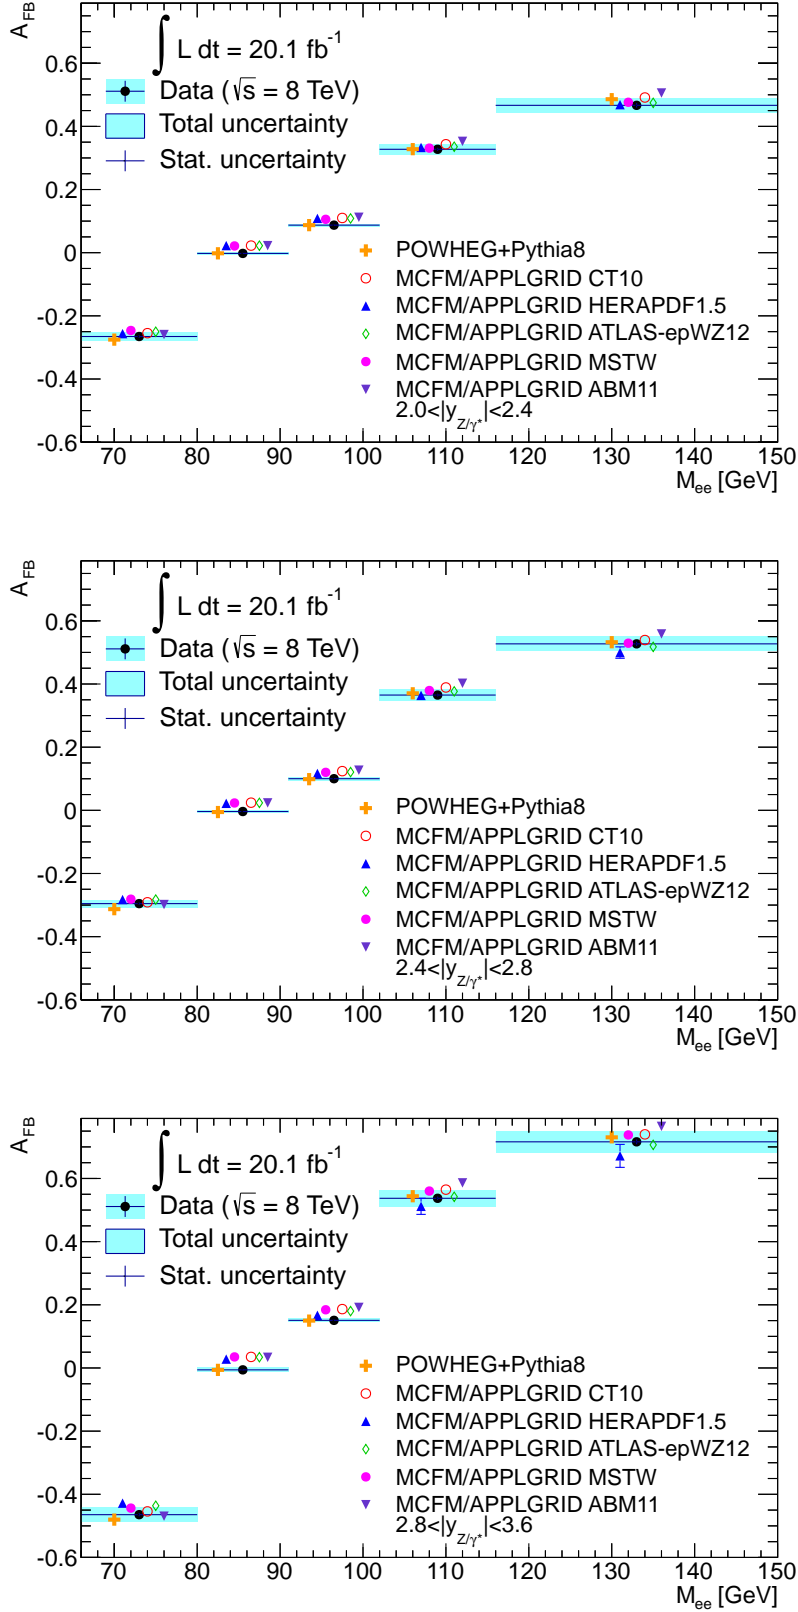 A_FB
∫ L dt = 20.1 fb⁻¹
Data (√s = 8 TeV)
Total uncertainty
Stat. uncertainty
0.6
0.4
0.2
0
-0.2
-0.4
-0.6
POWHEG+Pythia8
MCFM/APPLGRID CT10
MCFM/APPLGRID HERAPDF1.5
MCFM/APPLGRID ATLAS-epWZ12
MCFM/APPLGRID MSTW
MCFM/APPLGRID ABM11
2.0<|y_Z/γ*|<2.4
70 80 90 100 110 120 130 140 150
M_ee [GeV]
A_FB
∫ L dt = 20.1 fb⁻¹
Data (√s = 8 TeV)
Total uncertainty
Stat. uncertainty
0.6
0.4
0.2
0
-0.2
-0.4
-0.6
POWHEG+Pythia8
MCFM/APPLGRID CT10
MCFM/APPLGRID HERAPDF1.5
MCFM/APPLGRID ATLAS-epWZ12
MCFM/APPLGRID MSTW
MCFM/APPLGRID ABM11
2.4<|y_Z/γ*|<2.8
70 80 90 100 110 120 130 140 150
M_ee [GeV]
A_FB
∫ L dt = 20.1 fb⁻¹
Data (√s = 8 TeV)
Total uncertainty
Stat. uncertainty
0.6
0.4
0.2
0
-0.2
-0.4
-0.6
POWHEG+Pythia8
MCFM/APPLGRID CT10
MCFM/APPLGRID HERAPDF1.5
MCFM/APPLGRID ATLAS-epWZ12
MCFM/APPLGRID MSTW
MCFM/APPLGRID ABM11
2.8<|y_Z/γ*|<3.6
70 80 90 100 110 120 130 140 150
M_ee [GeV]